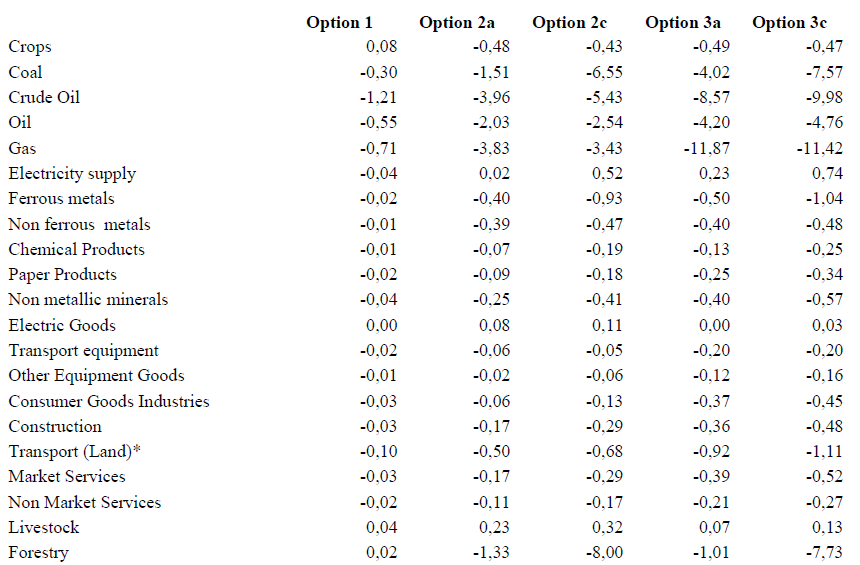 Option 1 Option 2a Option 2c Option 3a Option 3c
Crops 0,08 -0,48 -0,43 -0,49 -0,47
Coal -0,30 -1,51 -6,55 -4,02 -7,57
Crude Oil -1,21 -3,96 -5,43 -8,57 -9,98
Oil -0,55 -2,03 -2,54 -4,20 -4,76
Gas -0,71 -3,83 -3,43 -11,87 -11,42
Electricity supply -0,04 0,02 0,52 0,23 0,74
Ferrous metals -0,02 -0,40 -0,93 -0,50 -1,04
Non ferrous metals -0,01 -0,39 -0,47 -0,40 -0,48
Chemical Products -0,01 -0,07 -0,19 -0,13 -0,25
Paper Products -0,02 -0,09 -0,18 -0,25 -0,34
Non metallic minerals -0,04 -0,25 -0,41 -0,40 -0,57
Electric Goods 0,00 0,08 0,11 0,00 0,03
Transport equipment -0,02 -0,06 -0,05 -0,20 -0,20
Other Equipment Goods -0,01 -0,02 -0,06 -0,12 -0,16
Consumer Goods Industries -0,03 -0,06 -0,13 -0,37 -0,45
Construction -0,02 -0,17 -0,29 -0,36 -0,48
Transport (Land)* -0,10 -0,50 -0,68 -0,92 -1,11
Market Services -0,03 -0,17 -0,29 -0,39 -0,52
Non Market Services -0,02 -0,11 -0,17 -0,21 -0,27
Livestock 0,04 0,23 0,32 0,07 0,13
Forestry 0,02 -1,33 -8,00 -1,01 -7,73